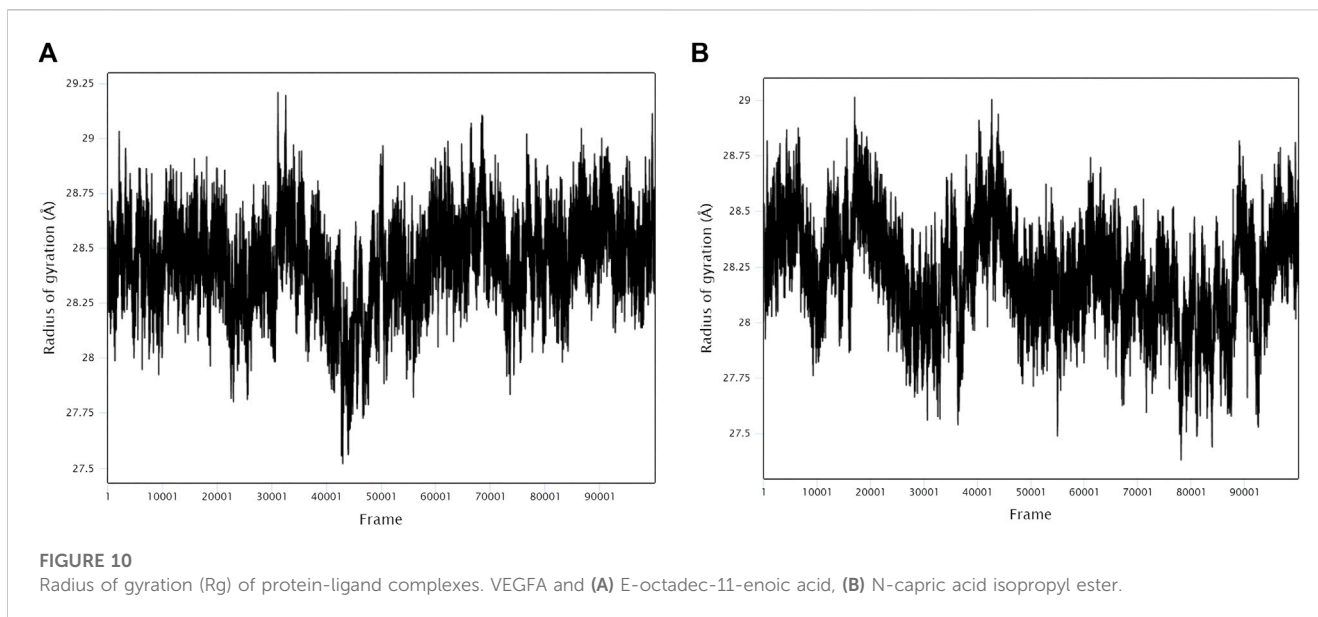 A
29.25
29
28.75
28.5
28.25
28
27.75
27.5
Radius of gyration (Å)
1 10001 20001 30001 40001 50001 60001 70001 80001 90001
Frame
B
29
28.75
28.5
28.25
28
27.75
27.5
Radius of gyration (Å)
1 10001 20001 30001 40001 50001 60001 70001 80001 90001
Frame
FIGURE 10
Radius of gyration (Rg) of protein-ligand complexes. VEGFA and (A) E-octadec-11-enoic acid, (B) N-capric acid isopropyl ester.